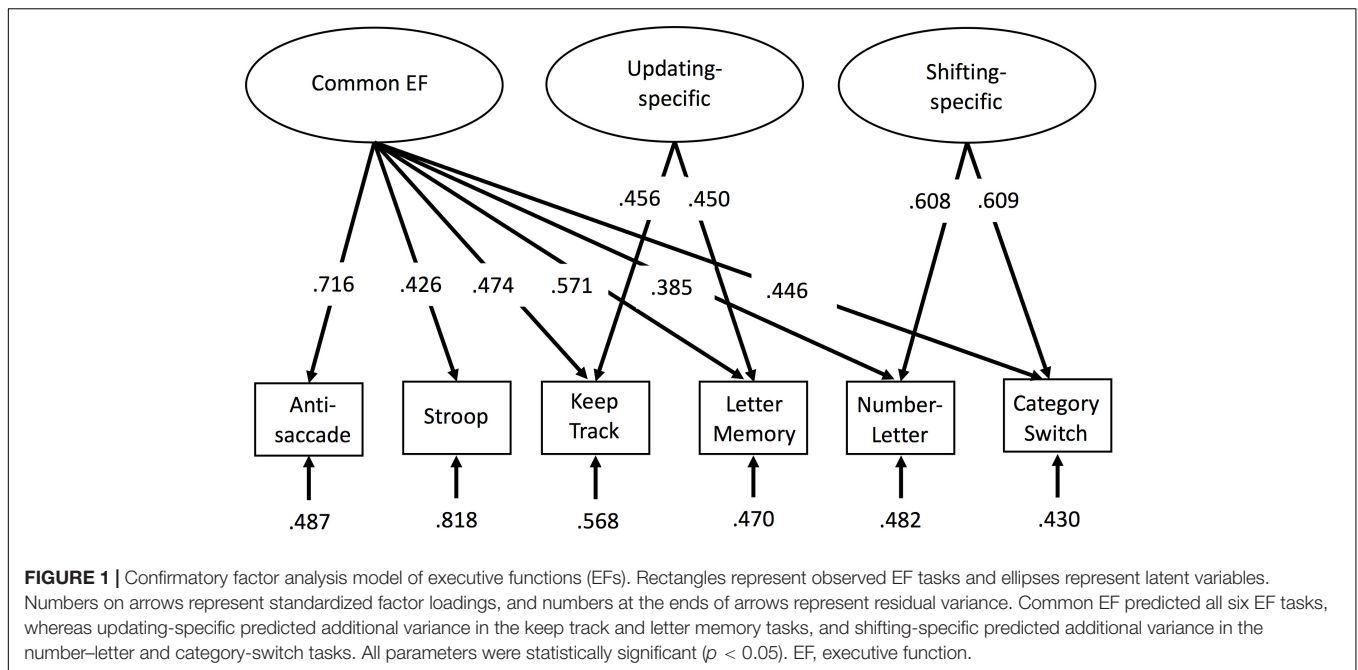 Common EF
Updating-
specific
Shifting-
specific
.456 .450
.608 .609
.716 .426 .474 .571 .385 .446
Anti-
saccade
Stroop
Keep
Track
Letter
Memory
Number-
Letter
Category
Switch
.487 .818 .568 .470 .482 .430
FIGURE 1 | Confirmatory factor analysis model of executive functions (EFs). Rectangles represent observed EF tasks and ellipses represent latent variables.
Numbers on arrows represent standardized factor loadings, and numbers at the ends of arrows represent residual variance. Common EF predicted all six EF tasks,
whereas updating-specific predicted additional variance in the keep track and letter memory tasks, and shifting-specific predicted additional variance in the
number–letter and category-switch tasks. All parameters were statistically significant (p < 0.05). EF, executive function.